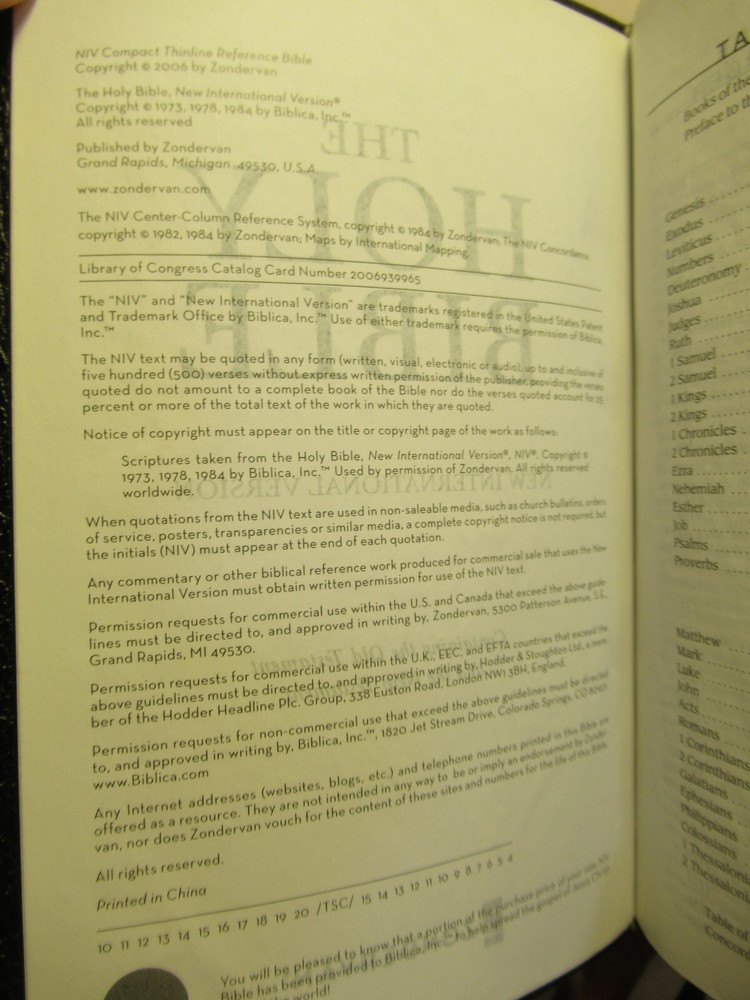 NIV Compact Thinline Reference Bible
Copyright © 2006 by Zondervan
The Holy Bible, New International Version®
Copyright © 1973, 1978, 1984 by Biblica, Inc.™
All rights reserved
Published by Zondervan
Grand Rapids, Michigan 49530, U.S.A.
www.zondervan.com
The NIV Center-Column Reference System, copyright © 1984 by Zondervan; The NIV Concordance,
copyright © 1982, 1984 by Zondervan; Maps by International Mapping.
Library of Congress Catalog Card Number 2006939965
The "NIV" and "New International Version" are trademarks registered in the United States Patent
and Trademark Office by Biblica, Inc.™ Use of either trademark requires the permission of Biblica,
Inc.™
The NIV text may be quoted in any form (written, visual, electronic or audio), up to and inclusive of
five hundred (500) verses without express written permission of the publisher, providing the verses
quoted do not amount to a complete book of the Bible nor do the verses quoted account for 25
percent or more of the total text of the work in which they are quoted.
Notice of copyright must appear on the title or copyright page of the work as follows:
Scriptures taken from the Holy Bible, New International Version®, NIV®. Copyright ©
1973, 1978, 1984 by Biblica, Inc.™ Used by permission of Zondervan. All rights reserved
worldwide.
When quotations from the NIV text are used in non-saleable media, such as church bulletins, orders
of service, posters, transparencies or similar media, a complete copyright notice is not required, but
the initials (NIV) must appear at the end of each quotation.
Any commentary or other biblical reference work produced for commercial sale that uses the New
International Version must obtain written permission for use of the NIV text.
Permission requests for commercial use within the U.S. and Canada that exceed the above guide
lines must be directed to, and approved in writing by, Zondervan, 5300 Patterson Avenue, S.E.,
Grand Rapids, MI 49530.
Permission requests for commercial use within the U.K., EEC, and EFTA countries that exceed the
above guidelines must be directed to, and approved in writing by, Hodder & Stoughton Ltd., a mem-
ber of the Hodder Headline Plc. Group, 338 Euston Road, London NW1 3BH, England.
Permission requests for non-commercial use that exceed the above guidelines must be directed
to, and approved in writing by, Biblica, Inc.™, 1820 Jet Stream Drive, Colorado Springs, CO 80921.
www.Biblica.com
Any Internet addresses (websites, blogs, etc.) and telephone numbers printed in this Bible are
offered as a resource. They are not intended in any way to be or imply an endorsement by Zonder-
van, nor does Zondervan vouch for the content of these sites and numbers for the life of this Bible.
All rights reserved.
Printed in China
10 11 12 13 14 15 16 17 18 19 20 /TSC/ 15 14 13 12 11 10 9 8 7 6 5 4
You will be pleased to know that a portion of the purchase price of your new NIV
Bible has been provided to Biblica, Inc.™ to help spread the gospel of Jesus Christ
the world!
TA
Books of the
Preface to th
Genesis
Exodus
Leviticus
Numbers
Deuteronomy
Joshua
Judges
Ruth
1 Samuel
2 Samuel
1 Kings
2 Kings
1 Chronicles
2 Chronicles
Ezra
Nehemiah
Esther
Job
Psalms
Proverbs
Matthew
Mark
Luke
John
Acts
Romans
1 Corinthians
2 Corinthians
Galatians
Ephesians
Philippians
Colossians
1 Thessalonia
2 Thessalonia
Table of
Concord